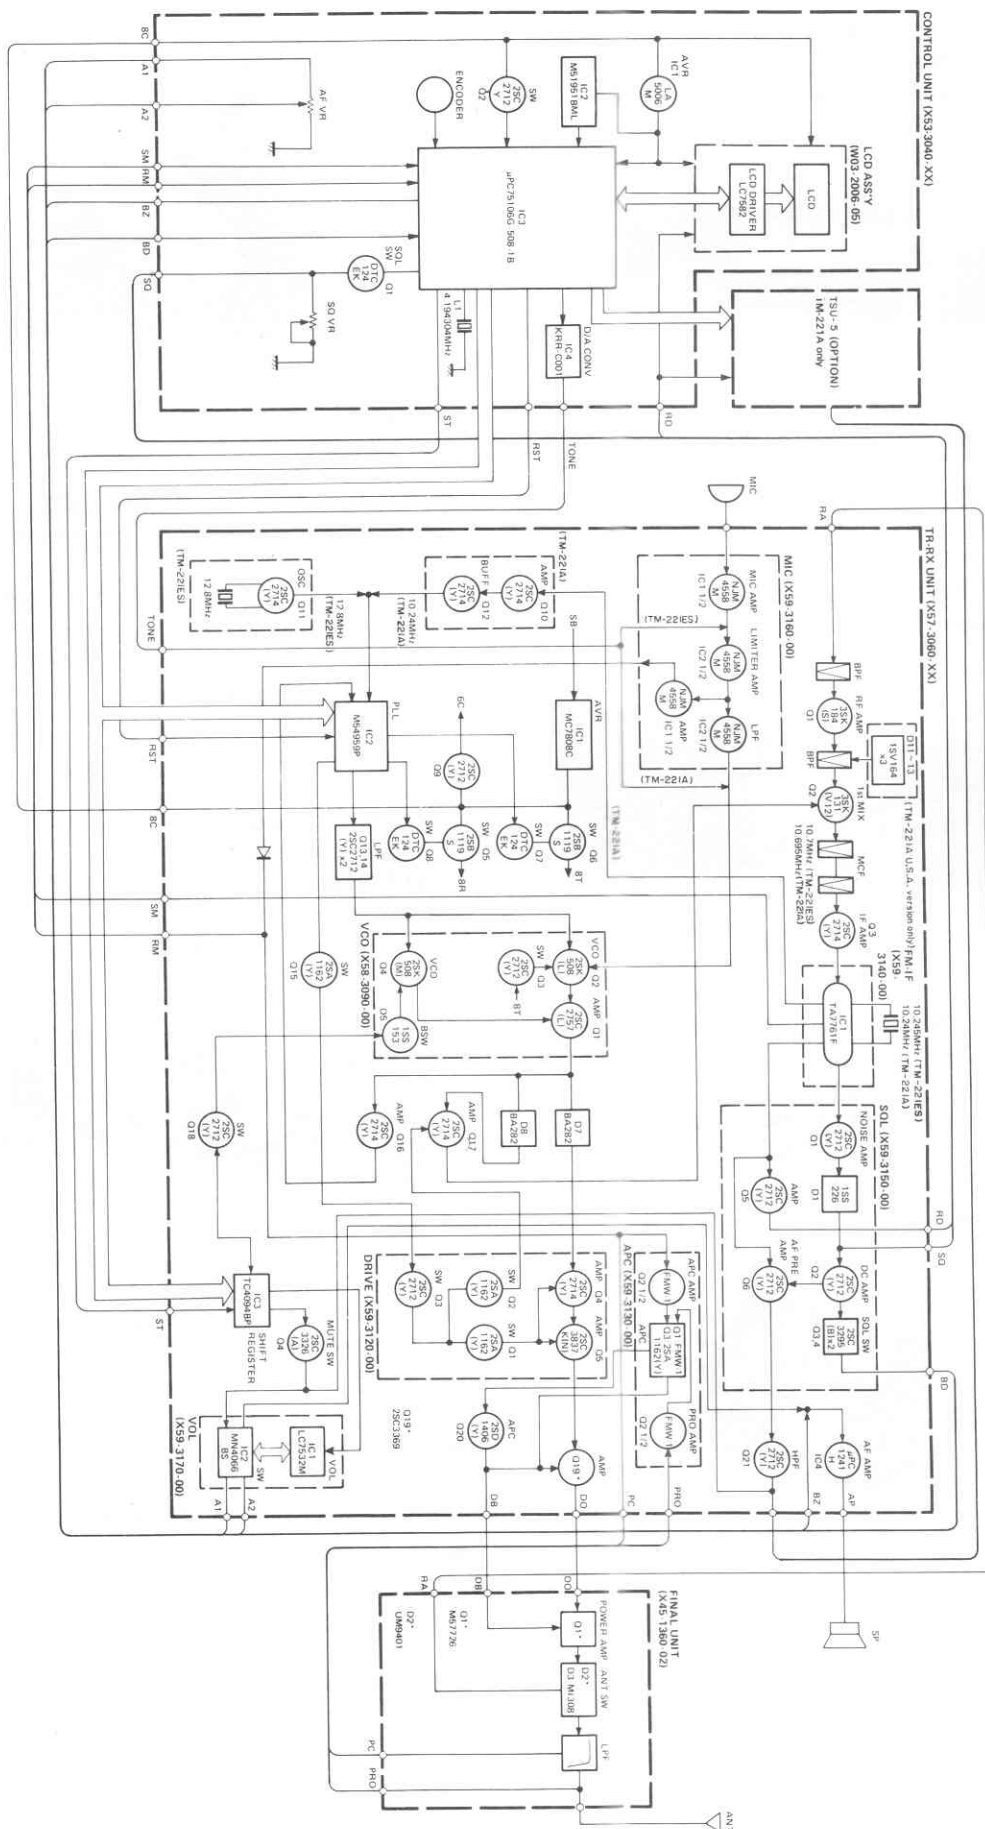 CONTROL UNIT (X53-3040-XX)
8C
A1
A2
SM
RM
BZ
BD
SQ
AF VR
ENCODER
2SC
2712
Y
SW
Q2
IC2
M51951BML
AVR
IC1
LA
5006
M
LCD ASS'Y
(W03-2006-05)
LCD
LCD DRIVER
LC7582
IC3
µPC75106G 508-1B
SQL
SW
DTC
124
EK
Q1
SQ VR
L1
4.194304MHz
D/A CONV
IC4
KRR-C001
TSU-5 (OPTION)
TM-221A only
ST
RST
TONE
RD
MIC
RA
TR-RX UNIT (X57-3060-XX)
(TM-221ES)
12.8MHz
OSC
2SC
2714
(Y)
Q11
12.8MHz
(TM-221ES)
10.24MHz
(TM-221A)
(TM-221A)
BUFF
2SC
2714
(Y)
Q12
AMP
2SC
2714
(Y)
Q10
MIC (X59-3160-00)
MIC AMP
NJM
4558
M
IC1 1/2
(TM-221ES)
LIMITER AMP
NJM
4558
M
IC2 1/2
NJM
4558
M
AMP
IC1 1/2
LPF
NJM
4558
M
IC2 1/2
(TM-221A)
BPF
RF AMP
3SK
184
(S)
Q1
BPF
D11~13
1SV164
×3
(TM-221A U.S.A. version only)
1st MIX
3SK
131
(V12)
Q2
MCF
10.7MHz (TM-221ES)
10.695MHz (TM-221A)
IF AMP
2SC
2714
(Y)
Q3
FM-IF
(X59-
3140-00)
IC1
TA7761F
10.245MHz (TM-221ES)
10.24MHz (TM-221A)
TONE
RST
8C
SM
RM
ST
PLL
IC2
M54959P
6C
2SC
2712
(Y)
Q9
SB
AVR
IC1
MC7808C
LPF
Q13,14
2SC2712
(Y)×2
DTC
124
EK
SW
Q8
2SB
1119
S
SW
Q5
8R
DTC
124
EK
SW
Q7
2SB
1119
S
SW
Q6
8T
(TM-221A)
2SA
1162
(Y)
SW
Q15
VCO (X58-3090-00)
2SK
508
(M)
VCO
Q4
D5
1SS
153
BSW
SW
2SC
2712
(Y)
Q3
8T
VCO
2SK
508
(L)
Q2
AMP
2SC
2757
(L)
Q1
2SC
2712
(Y)
SW
Q18
AMP
2SC
2714
(Y)
Q16
AMP
2SC
2714
(Y)
Q17
D8
BA282
D7
BA282
SQL (X59-3150-00)
NOISE AMP
2SC
2712
(Y)
Q1
1SS
226
D1
DC AMP
2SC
2712
(Y)
Q2
SQL SW
2SC
3295
(B)×2
Q3,4
AMP
2SC
2712
(Y)
Q5
AF PRE
AMP
2SC
2712
(Y)
Q6
RD
SQ
BD
IC3
TC4094BP
SHIFT
REGISTER
MUTE SW
2SC
3326
(A)
Q4
DRIVE (X59-3120-00)
SW
2SC
2712
(Y)
Q3
SW
2SA
1162
(Y)
Q2
SW
2SA
1162
(Y)
Q1
AMP
2SC
2714
(Y)
Q4
AMP
2SC
3837
K(N)
Q5
APC (X59-3130-00)
APC AMP
FMW 1
Q2 1/2
APC
Q1 FMW 1
Q3 2SA
1162(Y)
PRO AMP
FMW 1
Q2 1/2
VOL
(X59-3170-00)
IC2
MN4066
BS
SW
IC1
LC7532M
VOL
Q19*
2SC3369
APC
2SD
1406
(Y)
Q20
AMP
Q19*
HPF
2SC
2712
(Y)
Q21
AF AMP
µPC
1241
H
IC4
A1
A2
DB
DO
PC
PRO
BZ
AP
SP
FINAL UNIT
(X45-1360-02)
RA
DB
DO
POWER AMP
Q1*
ANT SW
D2*
D3 MI308
LPF
Q1*
M57726
D2*
UM9401
PC
PRO
ANT